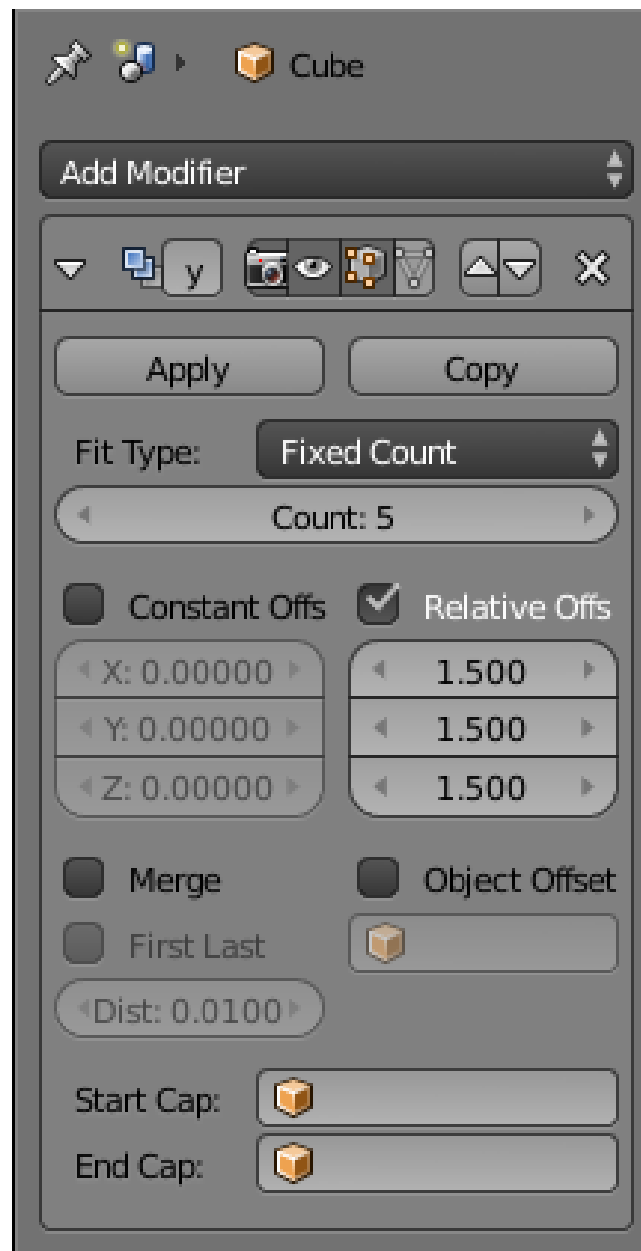 Cube
Add Modifier
y
Apply Copy
Fit Type: Fixed Count
Count: 5
Constant Offs Relative Offs
X: 0.00000 1.500
Y: 0.00000 1.500
Z: 0.00000 1.500
Merge Object Offset
First Last
Dist: 0.0100
Start Cap:
End Cap: